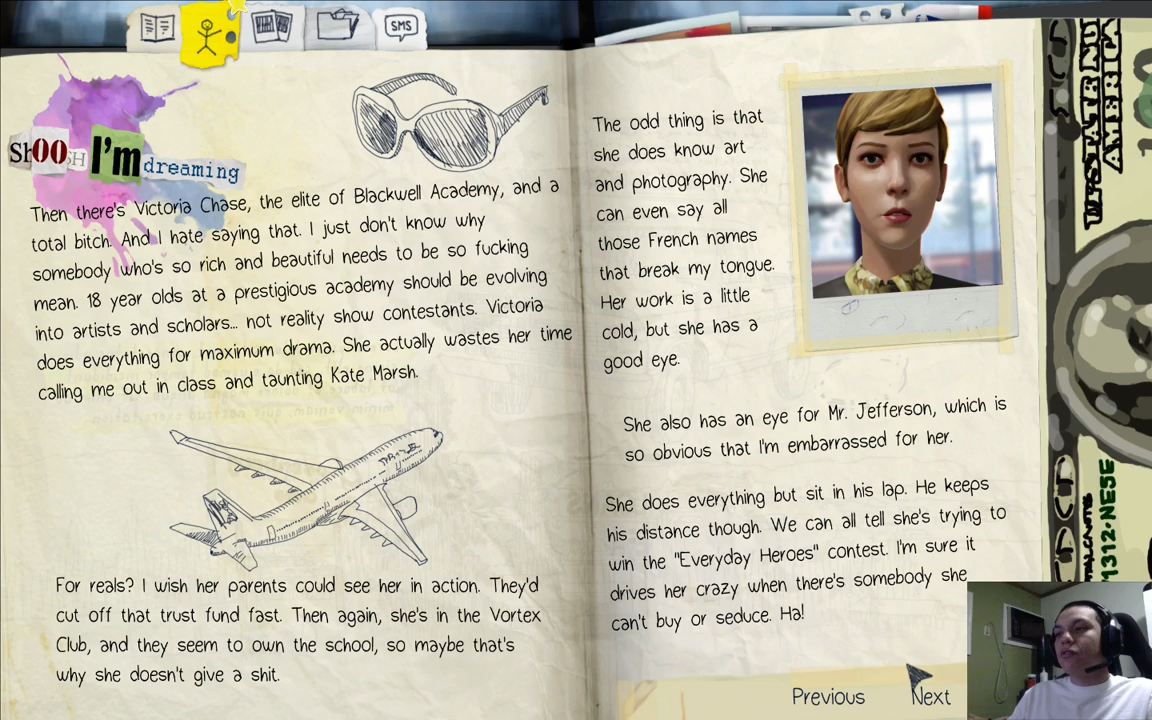 SMS
ShOOSH I'm dreaming
Then there's Victoria Chase, the elite of Blackwell Academy, and a
total bitch. And I hate saying that. I just don't know why
somebody who's so rich and beautiful needs to be so fucking
mean. 18 year olds at a prestigious academy should be evolving
into artists and scholars... not reality show contestants. Victoria
does everything for maximum drama. She actually wastes her time
calling me out in class and taunting Kate Marsh.
For reals? I wish her parents could see her in action. They'd
cut off that trust fund fast. Then again, she's in the Vortex
Club, and they seem to own the school, so maybe that's
why she doesn't give a shit.
The odd thing is that
she does know art
and photography. She
can even say all
those French names
that break my tongue.
Her work is a little
cold, but she has a
good eye.
She also has an eye for Mr. Jefferson, which is
so obvious that I'm embarrassed for her.
She does everything but sit in his lap. He keeps
his distance though. We can all tell she's trying to
win the "Everyday Heroes" contest. I'm sure it
drives her crazy when there's somebody she
can't buy or seduce. Ha!
Previous
Next
AMERICA
1312-NE5E